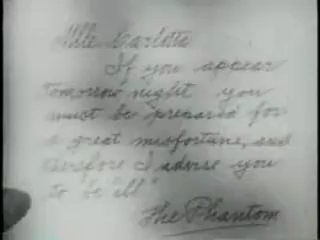 Mlle Carlotta
If you appear
tomorrow night you
must be prepared for
a great misfortune, and
therefore I advise you
to be "ill"
The Phantom